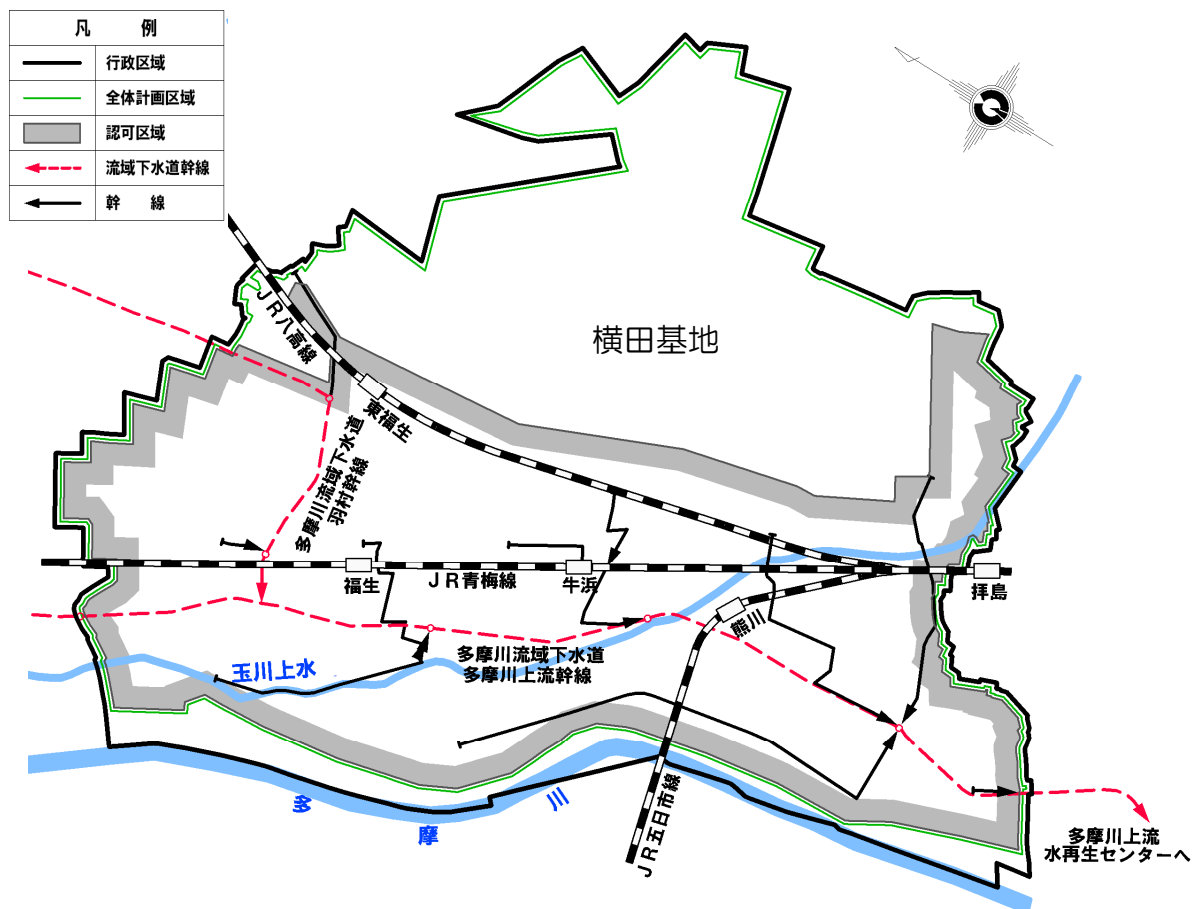 凡　例
行政区域
全体計画区域
認可区域
流域下水道幹線
幹　線
JR八高線
横田基地
東福生
多摩川流域下水道
羽村幹線
福生
JR青梅線
牛浜
拝島
熊川
玉川上水
多摩川流域下水道
多摩川上流幹線
多摩川
JR五日市線
多摩川上流
水再生センターへ